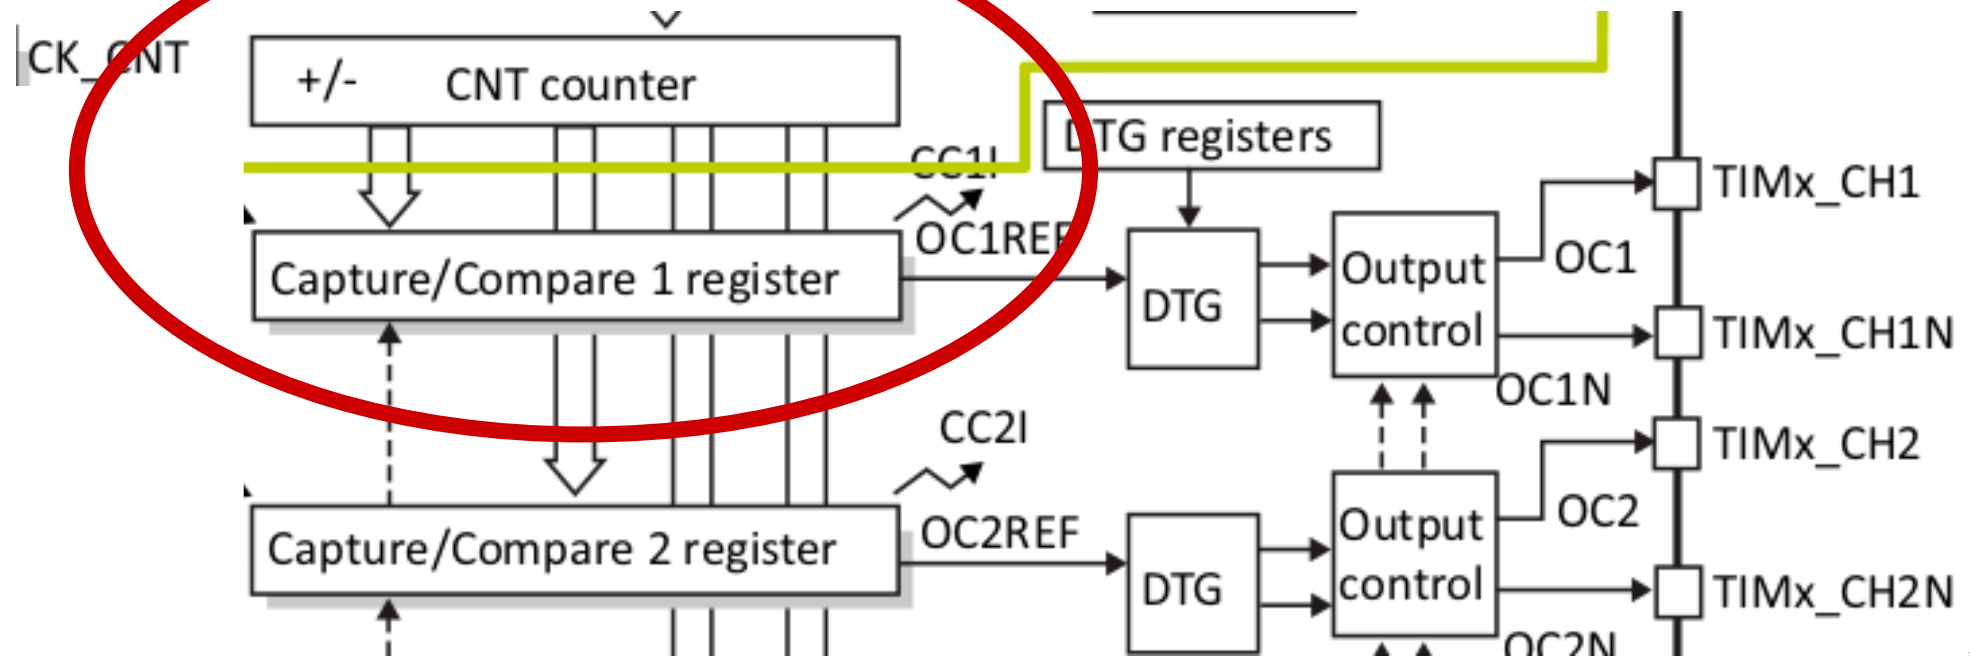 CK_CNT
+/- CNT counter
DTG registers
CC1I
TIMx_CH1
OC1REF
Capture/Compare 1 register
DTG
Output
control
OC1
TIMx_CH1N
OC1N
CC2I
TIMx_CH2
OC2REF
Capture/Compare 2 register
DTG
Output
control
OC2
TIMx_CH2N
OC2N